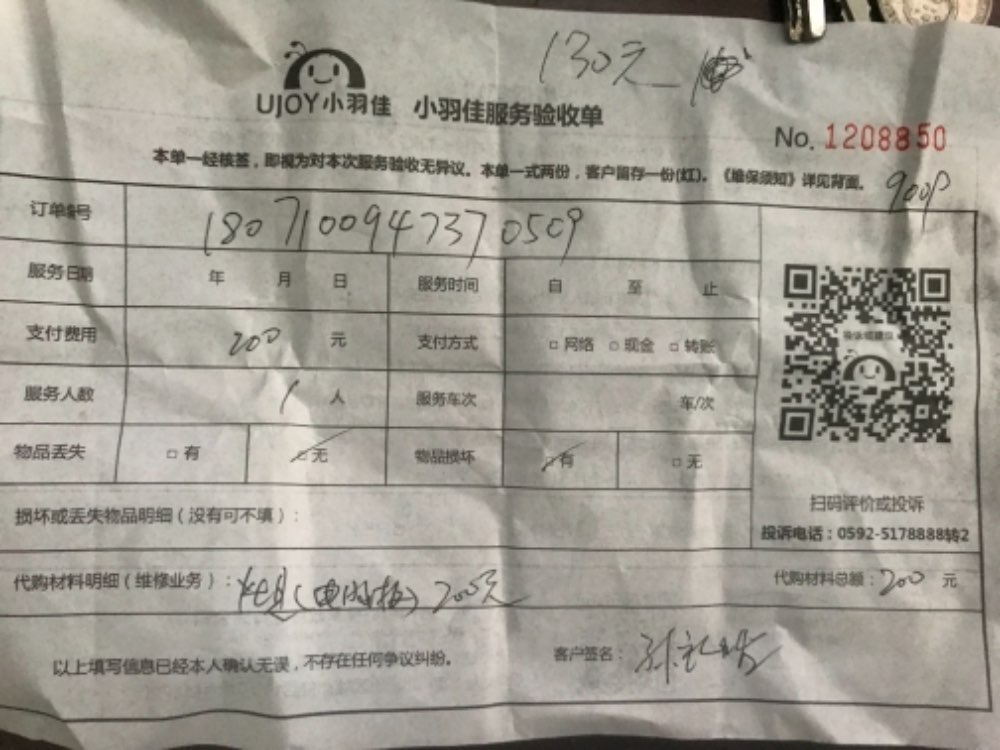 130元
UJOY小羽佳 小羽佳服务验收单
No. 1208850
本单一经核签，即视为对本次服务验收无异议。本单一式两份，客户留存一份(红)。《维保须知》详见背面。
订单编号 180710094737 0509
服务日期 年 月 日 服务时间 自 至 止
支付费用 200 元 支付方式 □ 网络 □ 现金 □ 转账
服务人数 1 人 服务车次 车/次
物品丢失 □ 有 □ 无 物品损坏 □ 有 □ 无
扫码评价或投诉
投诉电话：0592-5178888转2
损坏或丢失物品明细（没有可不填）：
代购材料明细（维修业务）： (电脑板) 200元 代购材料总额：200 元
以上填写信息已经本人确认无误，不存在任何争议纠纷。 客户签名：